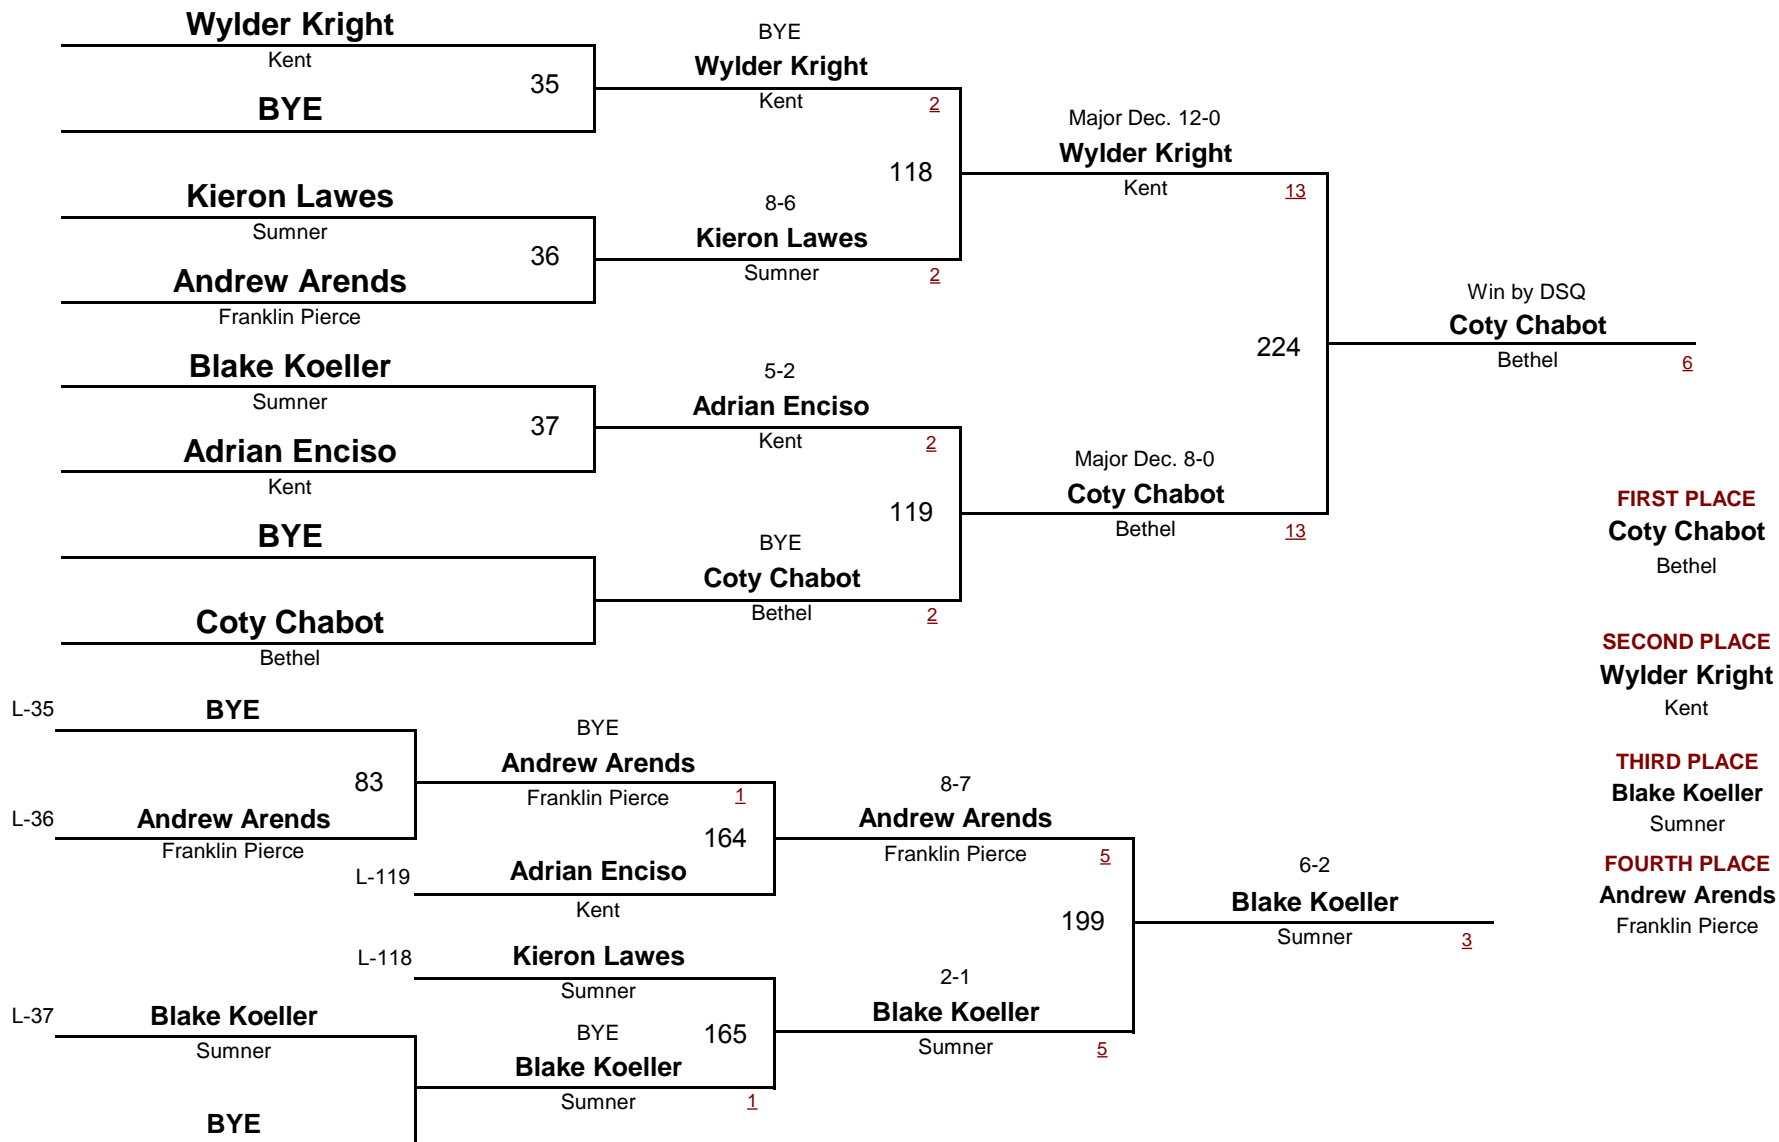 Wylder Kright
Kent
35
BYE
BYE
Wylder Kright
Kent
2
Kieron Lawes
Sumner
36
Andrew Arends
Franklin Pierce
8-6
Kieron Lawes
Sumner
2
118
Major Dec. 12-0
Wylder Kright
Kent
13
Blake Koeller
Sumner
37
Adrian Enciso
Kent
5-2
Adrian Enciso
Kent
2
BYE
Coty Chabot
Bethel
BYE
Coty Chabot
Bethel
2
119
Major Dec. 8-0
Coty Chabot
Bethel
13
224
Win by DSQ
Coty Chabot
Bethel
6
FIRST PLACE
Coty Chabot
Bethel
SECOND PLACE
Wylder Kright
Kent
THIRD PLACE
Blake Koeller
Sumner
FOURTH PLACE
Andrew Arends
Franklin Pierce
L-35
BYE
83
L-36
Andrew Arends
Franklin Pierce
BYE
Andrew Arends
Franklin Pierce
1
164
L-119
Adrian Enciso
Kent
8-7
Andrew Arends
Franklin Pierce
5
L-118
Kieron Lawes
Sumner
L-37
Blake Koeller
Sumner
BYE
BYE
Blake Koeller
Sumner
1
165
2-1
Blake Koeller
Sumner
5
199
6-2
Blake Koeller
Sumner
3